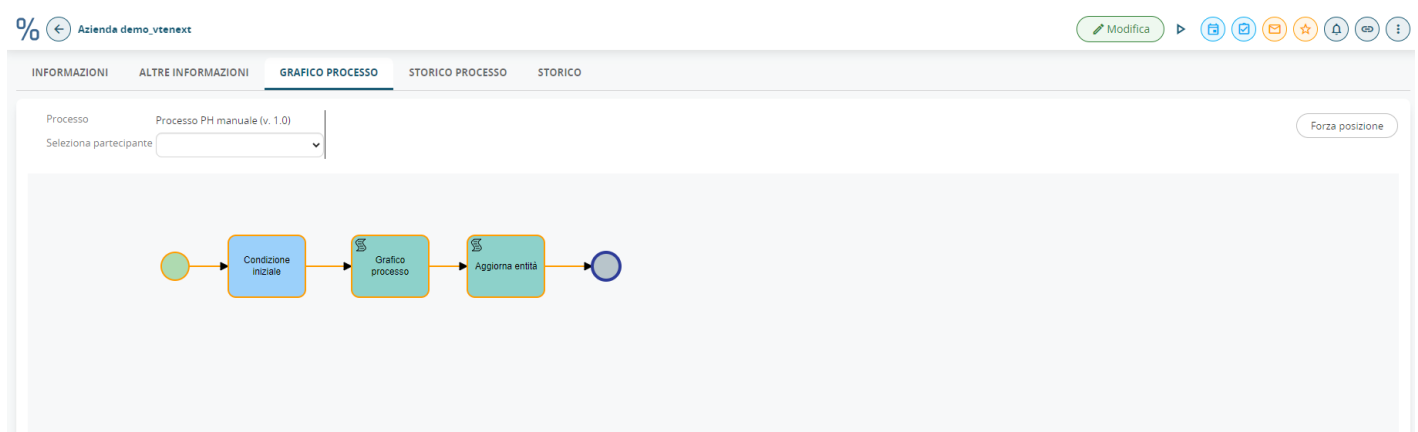 % Azienda demo_vtenext
Modifica
INFORMAZIONI ALTRE INFORMAZIONI GRAFICO PROCESSO STORICO PROCESSO STORICO
Processo Processo PH manuale (v. 1.0)
Forza posizione
Seleziona partecipante
Condizione
iniziale
Grafico
processo
Aggiorna entità